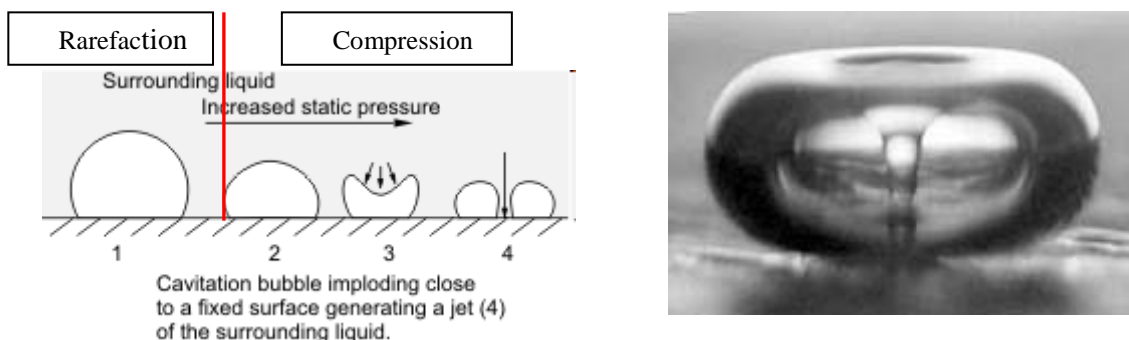 Rarefaction
Compression
Surrounding liquid
Increased static pressure
1 2 3 4
Cavitation bubble imploding close
to a fixed surface generating a jet (4)
of the surrounding liquid.